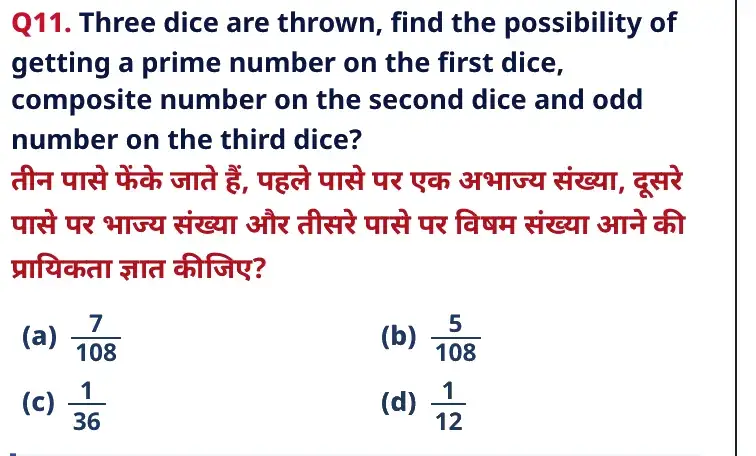 Q11. Three dice are thrown, find the possibility of
getting a prime number on the first dice,
composite number on the second dice and odd
number on the third dice?
तीन पासे फेंके जाते हैं, पहले पासे पर एक अभाज्य संख्या, दूसरे
पासे पर भाज्य संख्या और तीसरे पासे पर विषम संख्या आने की
प्रायिकता ज्ञात कीजिए?
(a) 7/108 (b) 5/108
(c) 1/36 (d) 1/12